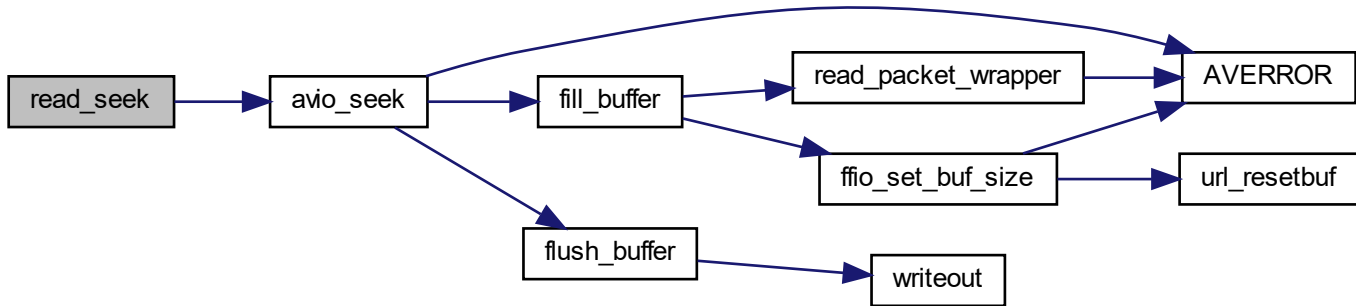 read_seek
avio_seek
fill_buffer
read_packet_wrapper
AVERROR
ffio_set_buf_size
url_resetbuf
flush_buffer
writeout